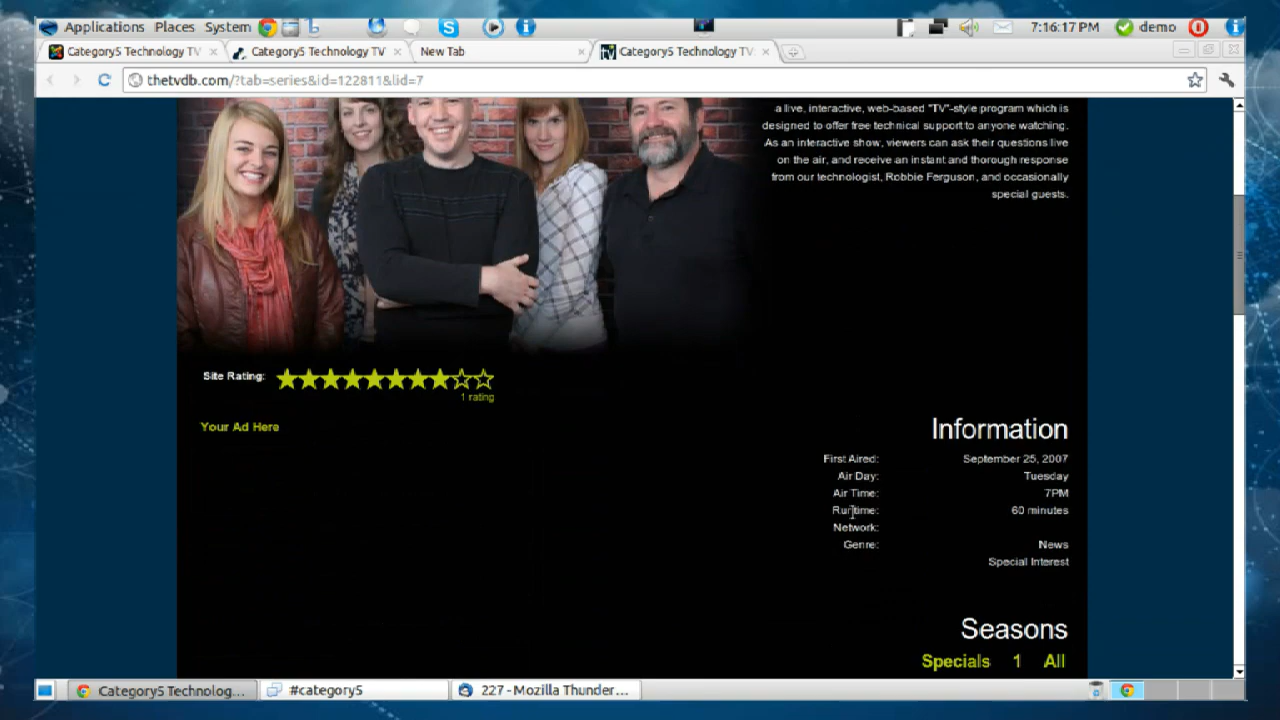 Applications Places System
7:16:17 PM demo
Category5 Technology TV
Category5 Technology TV
New Tab
Category5 Technology TV
thetvdb.com/?tab=series&id=122811&lid=7
a live, interactive, web-based "TV"-style program which is
designed to offer free technical support to anyone watching.
As an interactive show, viewers can ask their questions live
on the air, and receive an instant and thorough response
from our technologist, Robbie Ferguson, and occasionally
special guests.
Site Rating:
1 rating
Your Ad Here
Information
First Aired: September 25, 2007
Air Day: Tuesday
Air Time: 7PM
Runtime: 60 minutes
Network:
Genre: News
Special Interest
Seasons
Specials 1 All
Category5 Technolog...
#category5
227 - Mozilla Thunder...